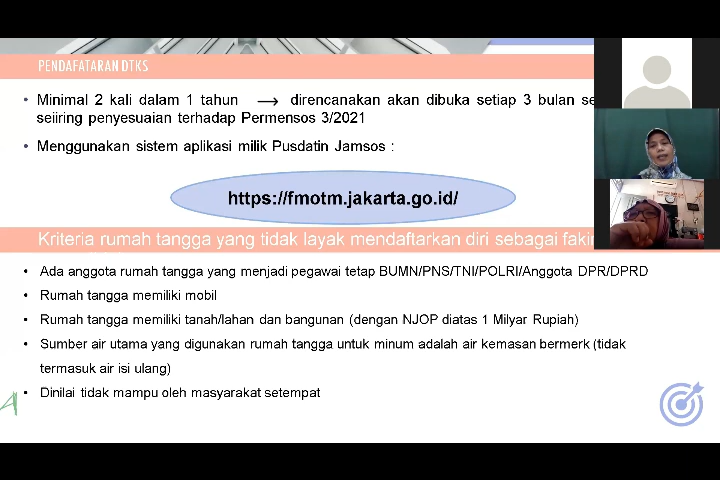 PENDAFATARAN DTKS
• Minimal 2 kali dalam 1 tahun → direncanakan akan dibuka setiap 3 bulan se
seiiring penyesuaian terhadap Permensos 3/2021
• Menggunakan sistem aplikasi milik Pusdatin Jamsos :
https://fmotm.jakarta.go.id/
Kriteria rumah tangga yang tidak layak mendaftarkan diri sebagai fakir
• Ada anggota rumah tangga yang menjadi pegawai tetap BUMN/PNS/TNI/POLRI/Anggota DPR/DPRD
• Rumah tangga memiliki mobil
• Rumah tangga memiliki tanah/lahan dan bangunan (dengan NJOP diatas 1 Milyar Rupiah)
• Sumber air utama yang digunakan rumah tangga untuk minum adalah air kemasan bermerk (tidak
termasuk air isi ulang)
• Dinilai tidak mampu oleh masyarakat setempat